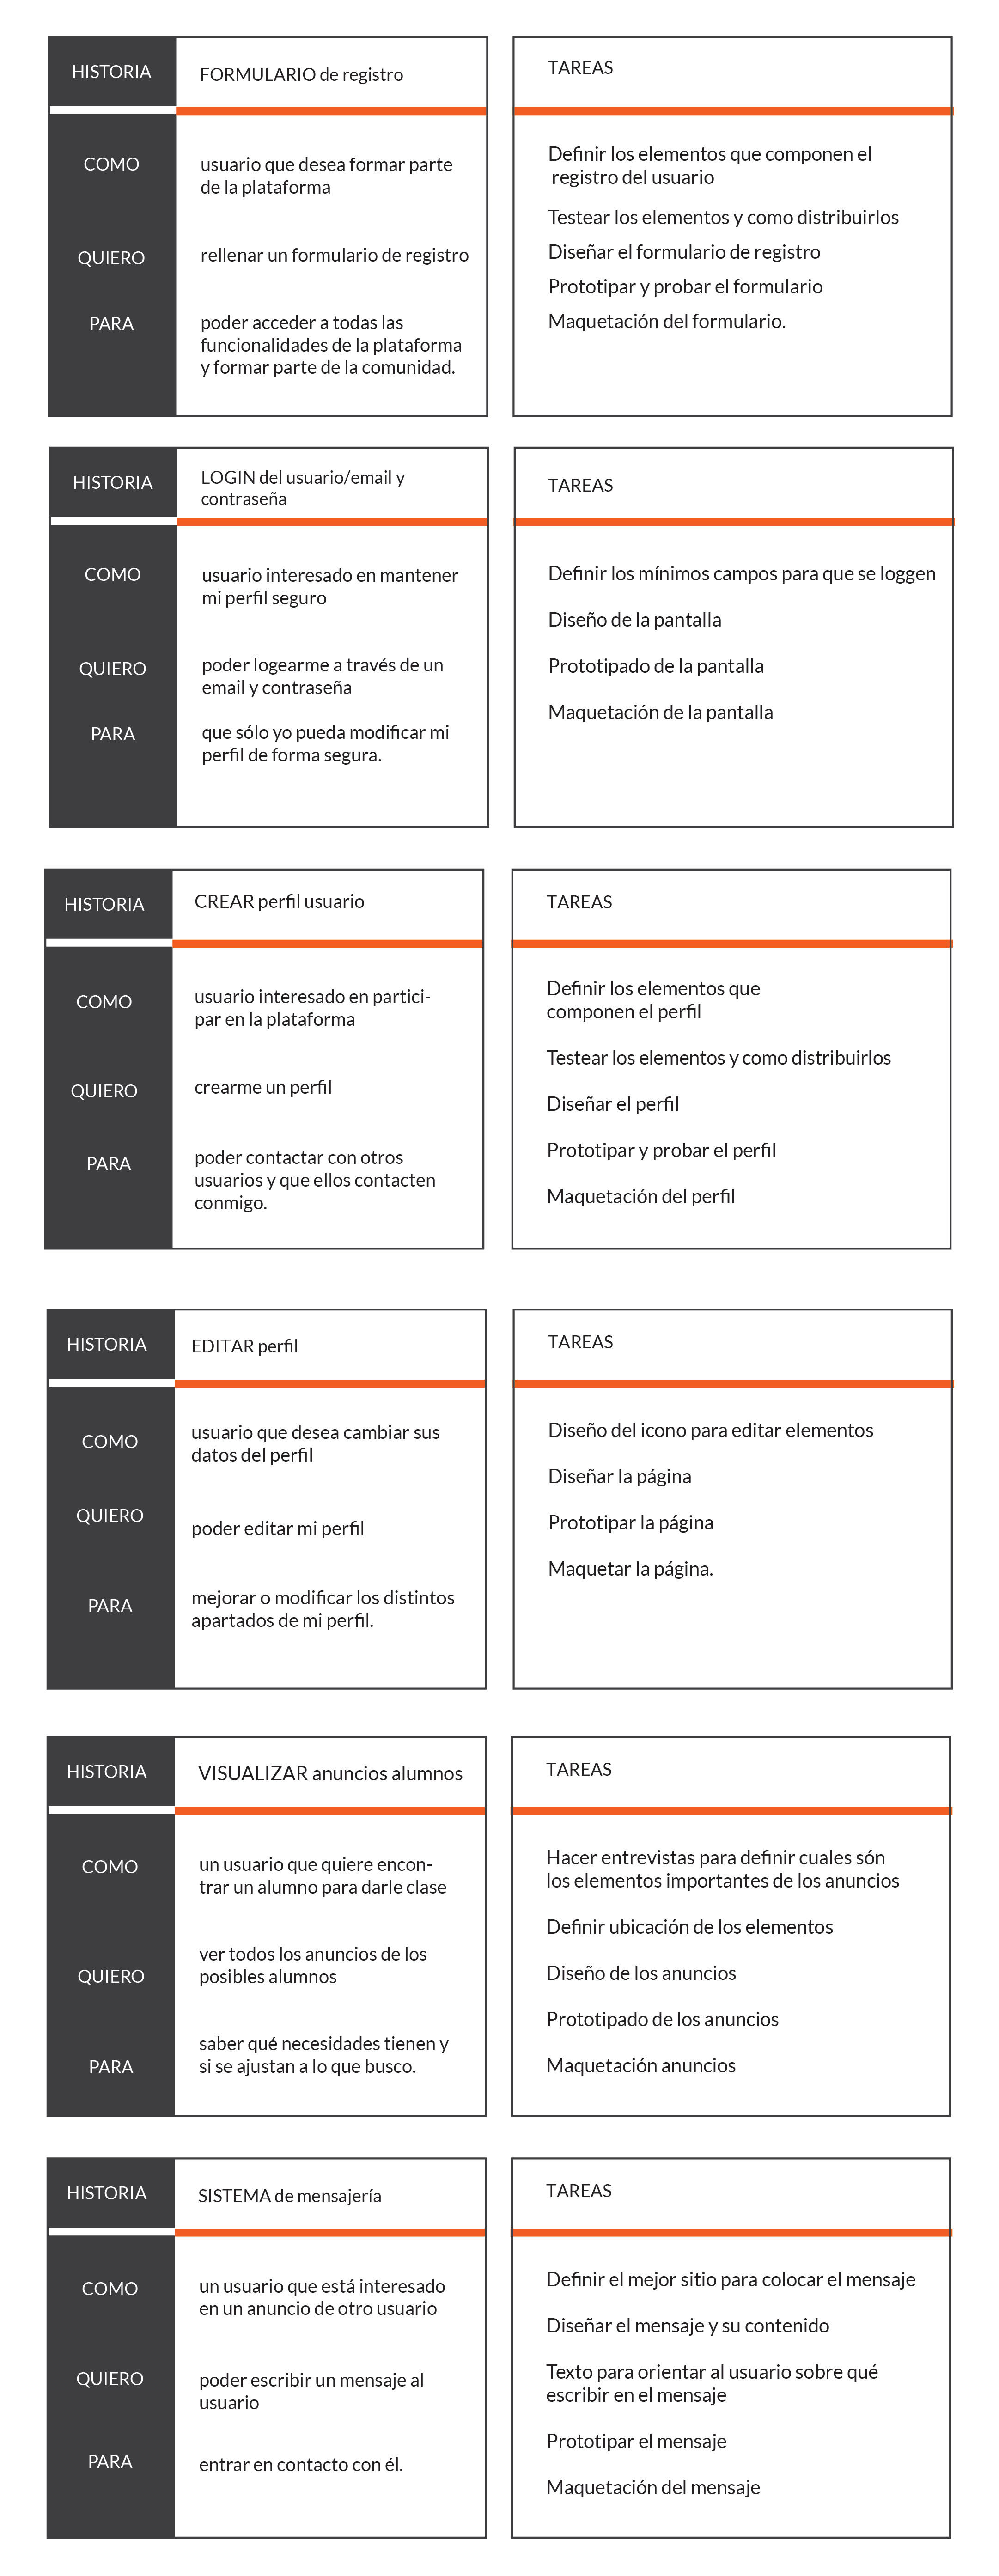 HISTORIA
FORMULARIO de registro
COMO
usuario que desea formar parte
de la plataforma
QUIERO
rellenar un formulario de registro
PARA
poder acceder a todas las
funcionalidades de la plataforma
y formar parte de la comunidad.
TAREAS
Definir los elementos que componen el
registro del usuario
Testear los elementos y como distribuirlos
Diseñar el formulario de registro
Prototipar y probar el formulario
Maquetación del formulario.
HISTORIA
LOGIN del usuario/email y
contraseña
COMO
usuario interesado en mantener
mi perfil seguro
QUIERO
poder logearme a través de un
email y contraseña
PARA
que sólo yo pueda modificar mi
perfil de forma segura.
TAREAS
Definir los mínimos campos para que se loggen
Diseño de la pantalla
Prototipado de la pantalla
Maquetación de la pantalla
HISTORIA
CREAR perfil usuario
COMO
usuario interesado en partici-
par en la plataforma
QUIERO
crearme un perfil
PARA
poder contactar con otros
usuarios y que ellos contacten
conmigo.
TAREAS
Definir los elementos que
componen el perfil
Testear los elementos y como distribuirlos
Diseñar el perfil
Prototipar y probar el perfil
Maquetación del perfil
HISTORIA
EDITAR perfil
COMO
usuario que desea cambiar sus
datos del perfil
QUIERO
poder editar mi perfil
PARA
mejorar o modificar los distintos
apartados de mi perfil.
TAREAS
Diseño del icono para editar elementos
Diseñar la página
Prototipar la página
Maquetar la página.
HISTORIA
VISUALIZAR anuncios alumnos
COMO
un usuario que quiere encon-
trar un alumno para darle clase
QUIERO
ver todos los anuncios de los
posibles alumnos
PARA
saber qué necesidades tienen y
si se ajustan a lo que busco.
TAREAS
Hacer entrevistas para definir cuales són
los elementos importantes de los anuncios
Definir ubicación de los elementos
Diseño de los anuncios
Prototipado de los anuncios
Maquetación anuncios
HISTORIA
SISTEMA de mensajería
COMO
un usuario que está interesado
en un anuncio de otro usuario
QUIERO
poder escribir un mensaje al
usuario
PARA
entrar en contacto con él.
TAREAS
Definir el mejor sitio para colocar el mensaje
Diseñar el mensaje y su contenido
Texto para orientar al usuario sobre qué
escribir en el mensaje
Prototipar el mensaje
Maquetación del mensaje